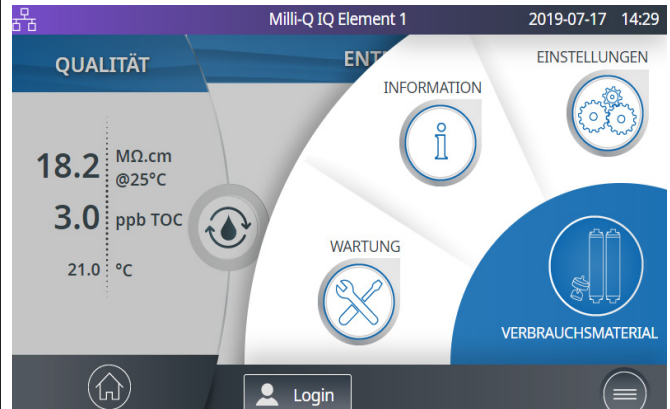 Milli-Q IQ Element 1
2019-07-17 14:29
QUALITÄT
18.2 MΩ.cm
@25°C
3.0 ppb TOC
21.0 °C
INFORMATION
EINSTELLUNGEN
WARTUNG
VERBRAUCHSMATERIAL
Login